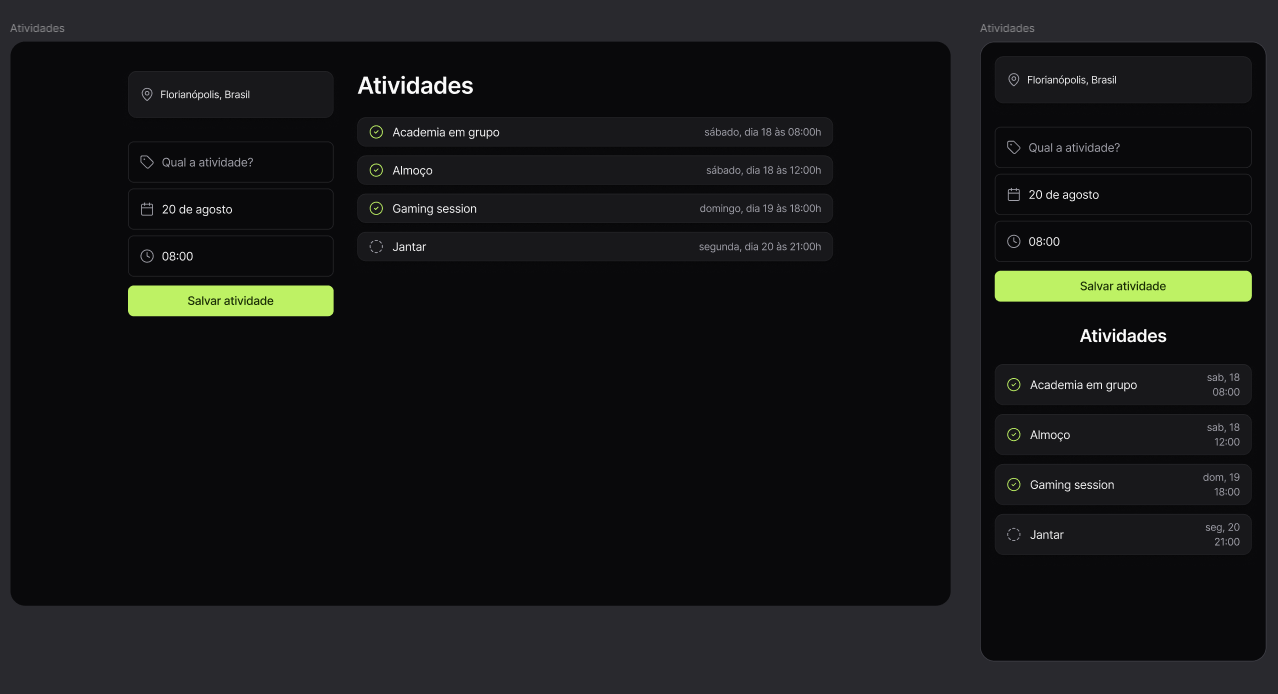 Atividades
Florianópolis, Brasil
Qual a atividade?
20 de agosto
08:00
Salvar atividade
Atividades
Academia em grupo
sábado, dia 18 às 08:00h
Almoço
sábado, dia 18 às 12:00h
Gaming session
domingo, dia 19 às 18:00h
Jantar
segunda, dia 20 às 21:00h
Atividades
Florianópolis, Brasil
Qual a atividade?
20 de agosto
08:00
Salvar atividade
Atividades
Academia em grupo
sab, 18
08:00
Almoço
sab, 18
12:00
Gaming session
dom, 19
18:00
Jantar
seg, 20
21:00